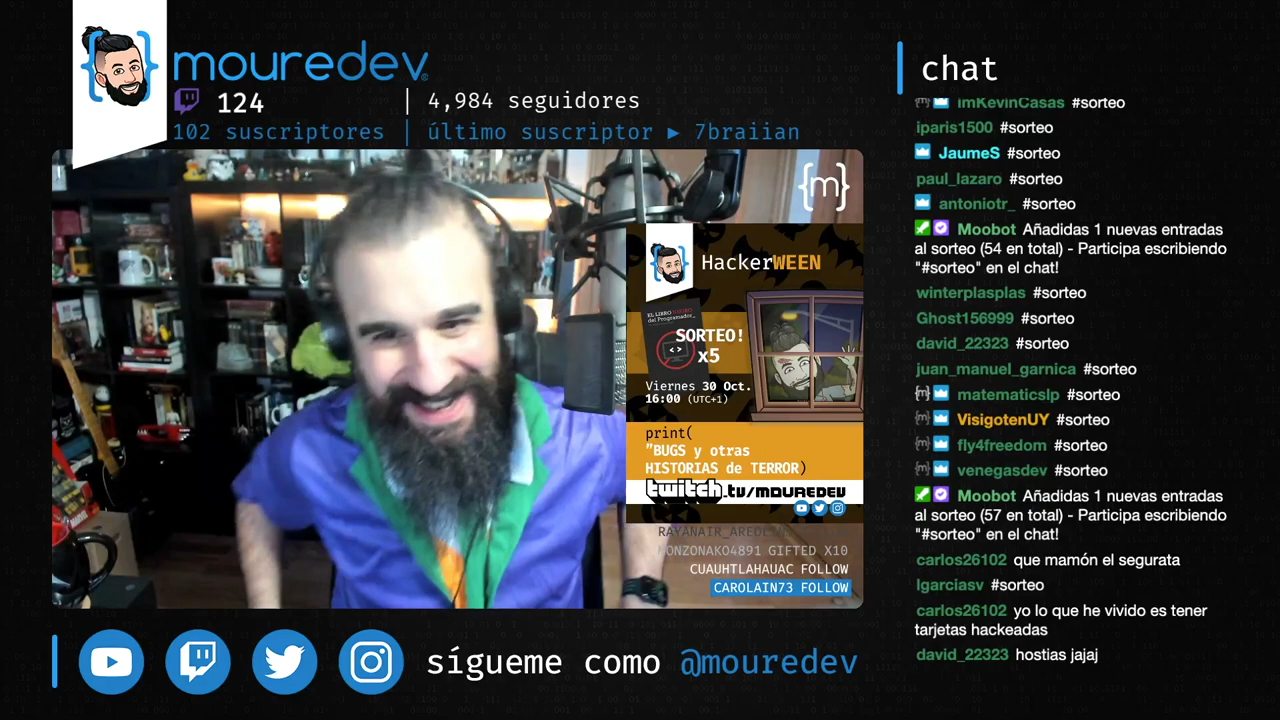 mouredev
124 | 4,984 seguidores
102 suscriptores | último suscriptor ▶ 7braiian
{m}
HackerWEEN
EL LIBRO NEGRO
del Programador_
SORTEO!
x5
<>
Viernes 30 Oct.
16:00 (UTC+1)
print(
"BUGS y otras
HISTORIAS de TERROR)
twitch.tv/MOUREDEV
MONZONAKO4891 GIFTED X10
CUAUHTLAHAUAC FOLLOW
CAROLAIN73 FOLLOW
sígueme como @mouredev
chat
imKevinCasas #sorteo
iparis1500 #sorteo
JaumeS #sorteo
paul_lazaro #sorteo
antoniotr_ #sorteo
Moobot Añadidas 1 nuevas entradas
al sorteo (54 en total) - Participa escribiendo
"#sorteo" en el chat!
winterplasplas #sorteo
Ghost156999 #sorteo
david_22323 #sorteo
juan_manuel_garnica #sorteo
matematicslp #sorteo
VisigotenUY #sorteo
fly4freedom #sorteo
venegasdev #sorteo
Moobot Añadidas 1 nuevas entradas
al sorteo (57 en total) - Participa escribiendo
"#sorteo" en el chat!
carlos26102 que mamón el segurata
lgarciasv #sorteo
carlos26102 yo lo que he vivido es tener
tarjetas hackeadas
david_22323 hostias jajaj